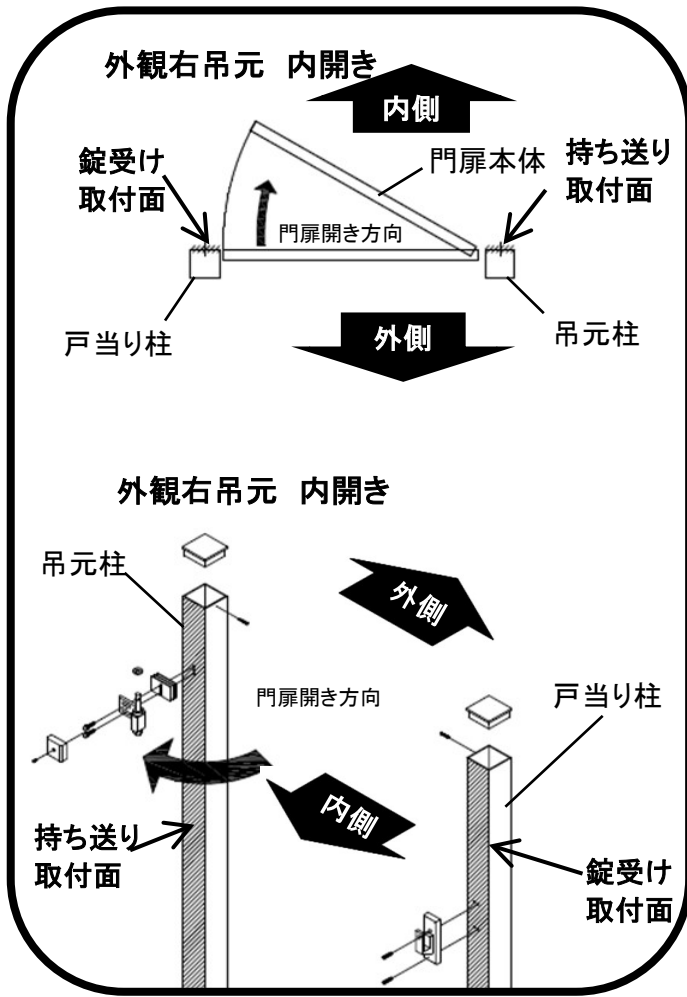 外観右吊元 内開き
内側
錠受け
取付面
門扉本体
持ち送り
取付面
門扉開き方向
戸当り柱
外側
吊元柱
外観右吊元 内開き
吊元柱
外側
門扉開き方向
戸当り柱
内側
持ち送り
取付面
錠受け
取付面